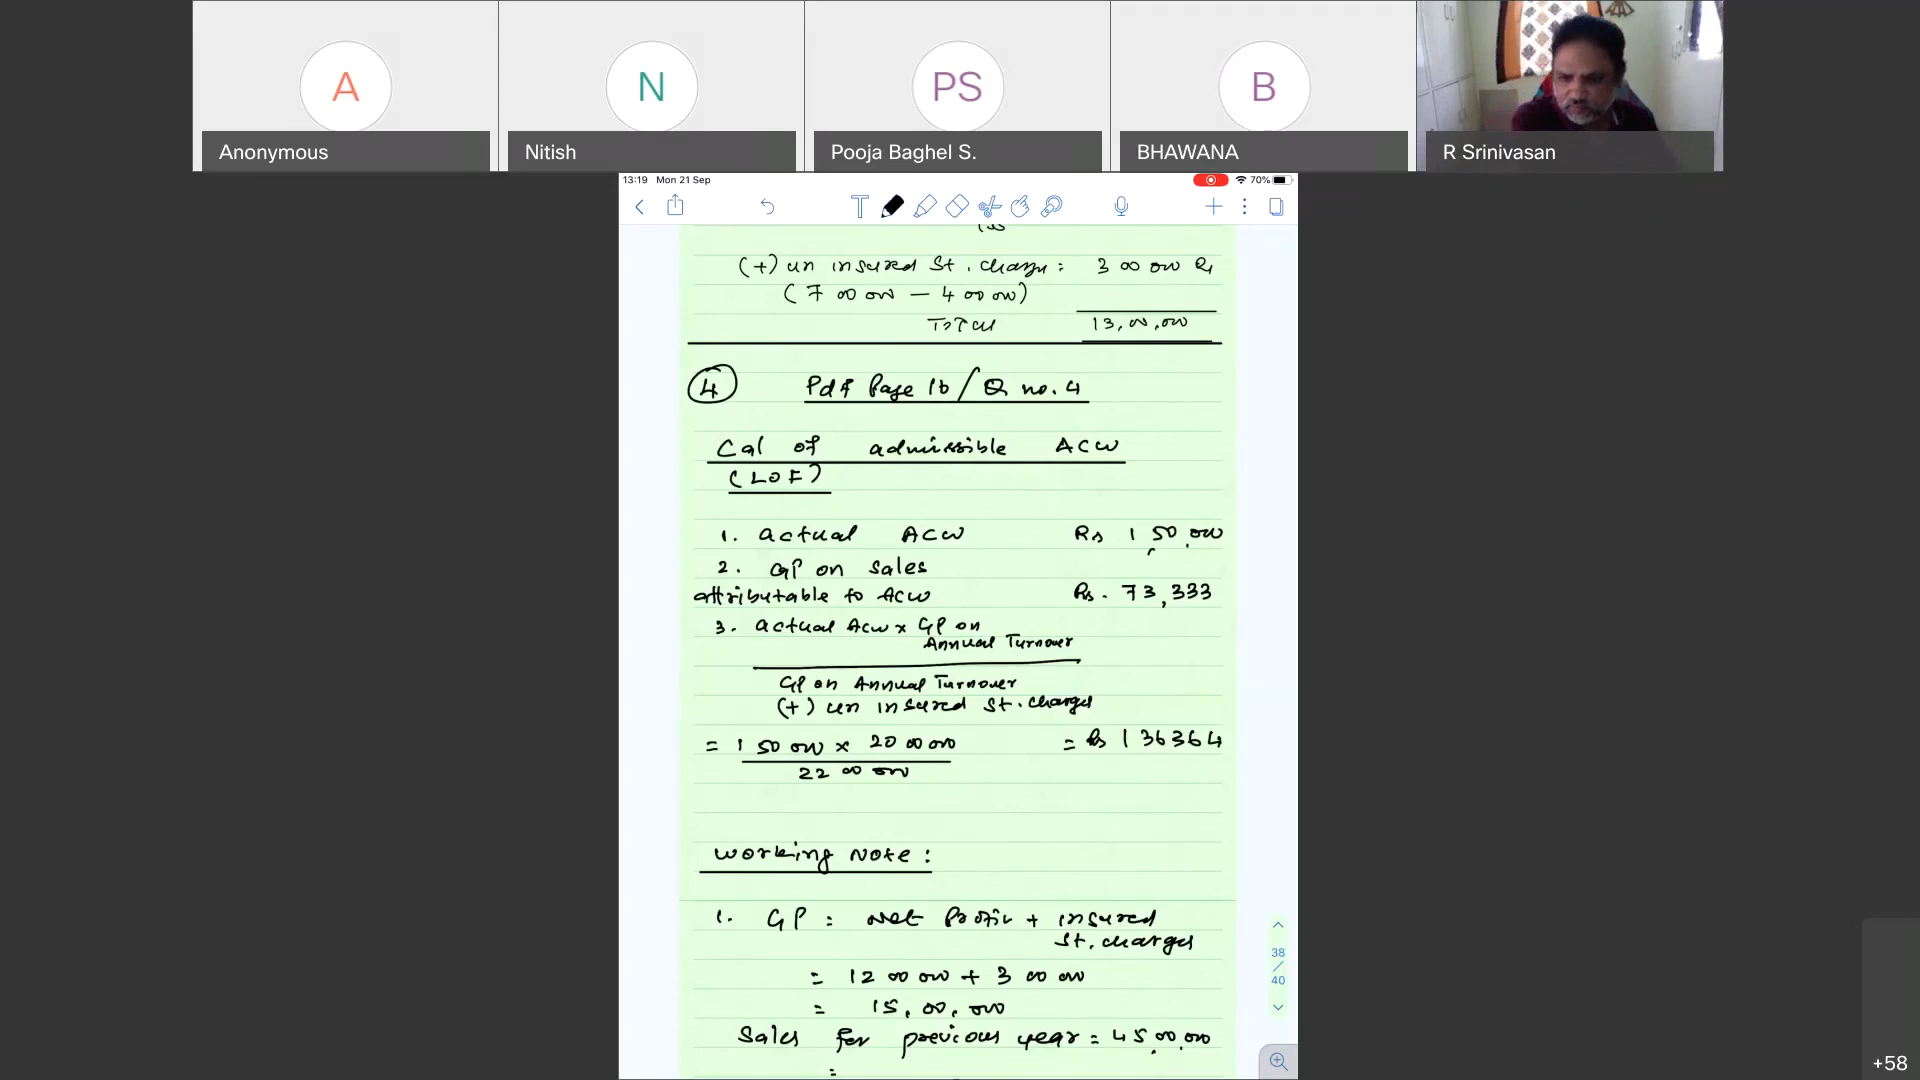 A
N
PS
B
Anonymous
Nitish
Pooja Baghel S.
BHAWANA
R Srinivasan
13:19 Mon 21 Sep
70%
T
(+) un insured St. charges : 3 00 000 Rs
(7 00 000 — 4 00 000)
TOTAL 13,00,000
4 Pdf Page 16/Q no. 4
Cal of admissible ACW
(LOF)
1. actual ACW Rs 1 50,000
2. GP on sales
attributable to ACW Rs. 73,333
3. actual ACW x GP on
Annual Turnover
GP on Annual Turnover
(+) un insured St. charges
= 1 50 000 x 20 00 000 = Rs 136364
22 00 000
Working Note :
1. GP : Net Profit + insured
St. charges
= 12 00 000 + 3 00 000
= 15,00,000
Sales for previous year = 45,00,000
=
38
/
40
+58